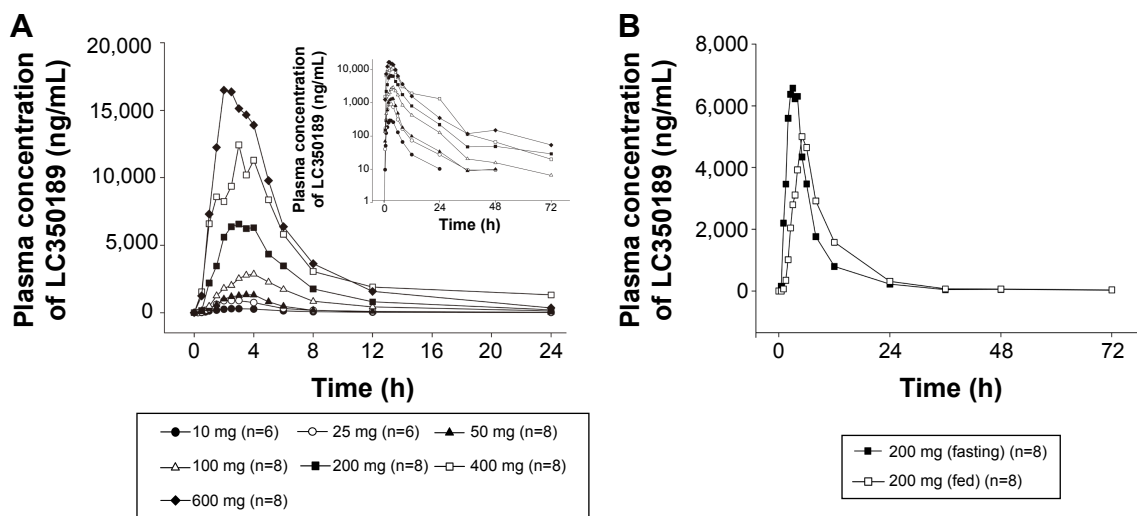 A
Plasma concentration
of LC350189 (ng/mL)
20,000
15,000
10,000
5,000
0
0 4 8 12 16 20 24
Time (h)
Plasma concentration
of LC350189 (ng/mL)
10,000
1,000
100
10
1
0 24 48 72
Time (h)
10 mg (n=6) 25 mg (n=6) 50 mg (n=8)
100 mg (n=8) 200 mg (n=8) 400 mg (n=8)
600 mg (n=8)
B
Plasma concentration
of LC350189 (ng/mL)
8,000
6,000
4,000
2,000
0
0 24 48 72
Time (h)
200 mg (fasting) (n=8)
200 mg (fed) (n=8)